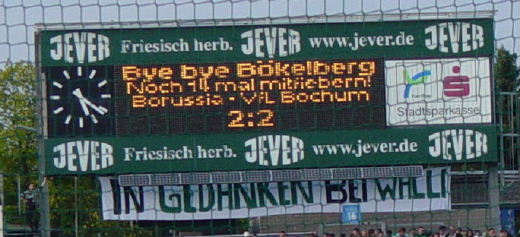 JEVER Friesisch herb. JEVER www.jever.de JEVER
Bye bye Bökelberg
Noch 14 mal mitfiebern!
Borussia - VfL Bochum
2:2
Stadtsparkasse
JEVER Friesisch herb. JEVER www.jever.de JEVER
IN GEDANKEN BEI WALLI
16